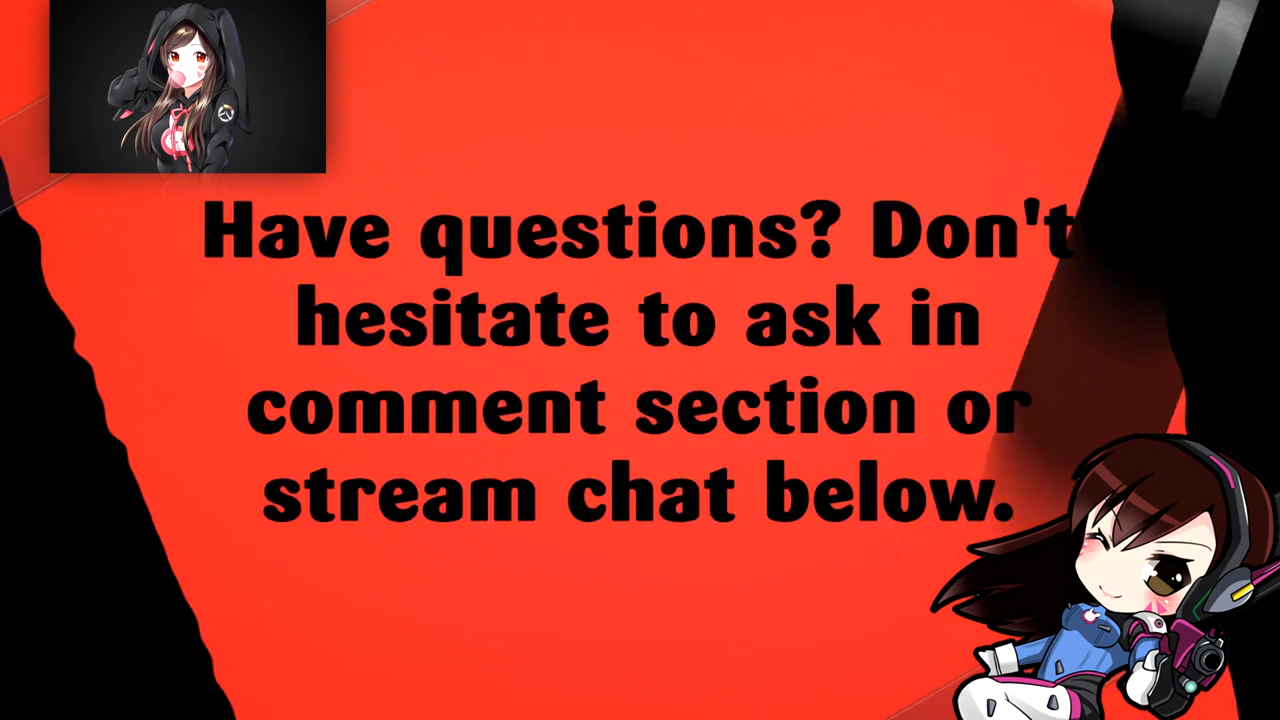 Have questions? Don't
hesitate to ask in
comment section or
stream chat below.